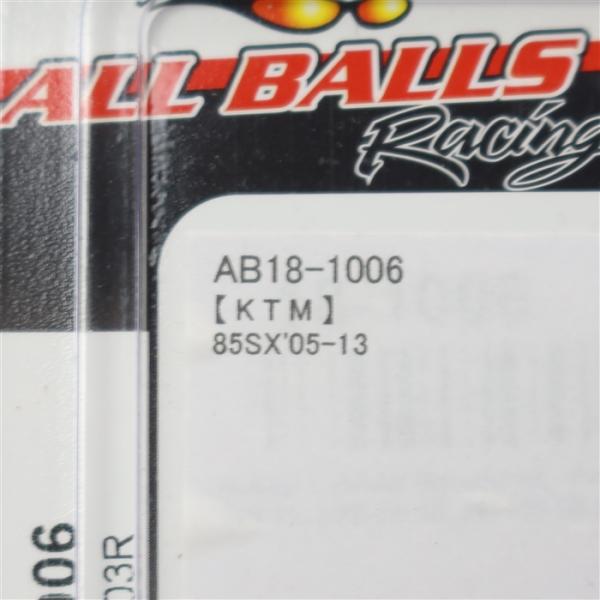 ALL BALLS
Racing
AB18-1006
【KTM】
85SX'05-13
006
03R